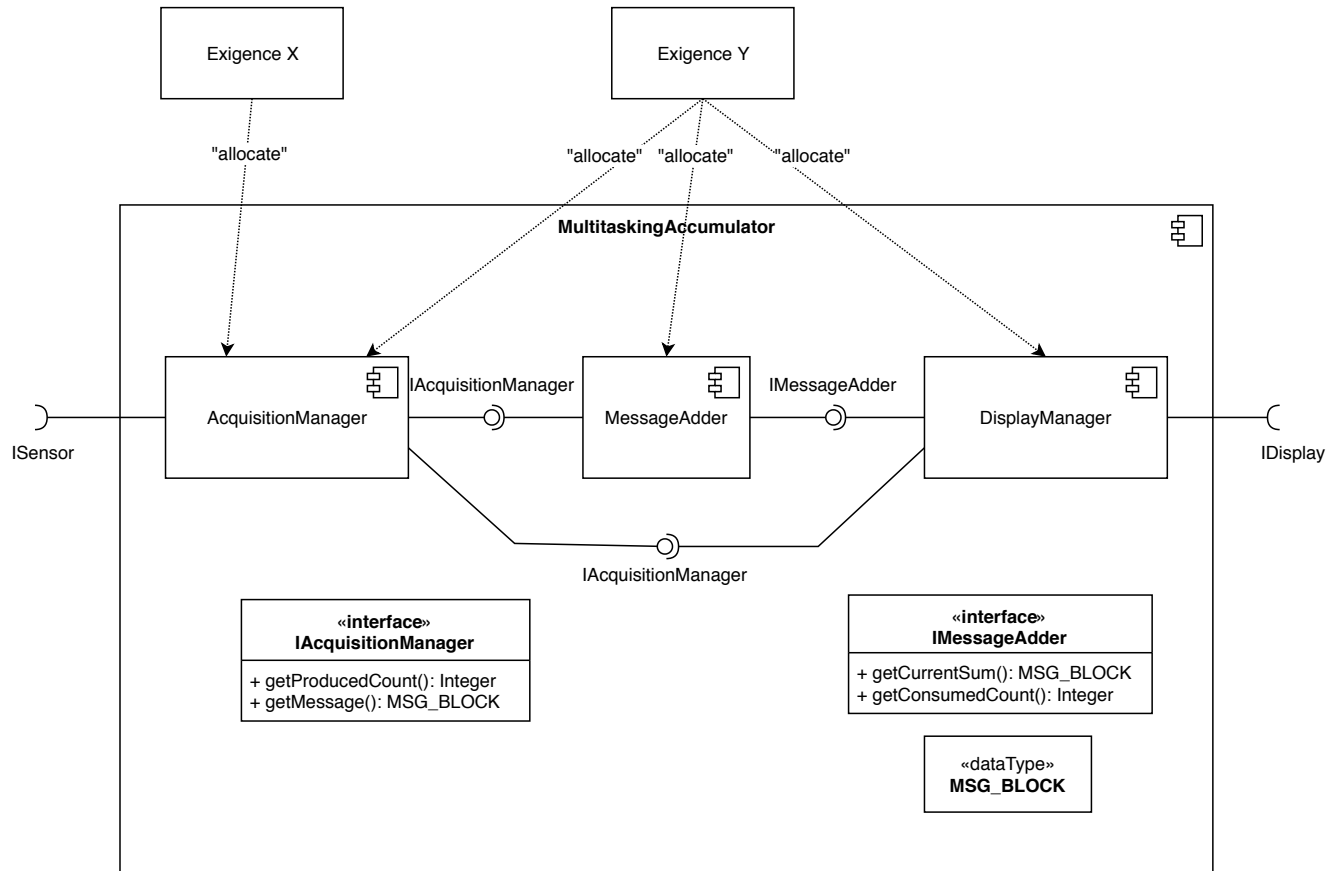 Exigence X
Exigence Y
"allocate"
"allocate"
"allocate"
"allocate"
MultitaskingAccumulator
AcquisitionManager
IAcquisitionManager
MessageAdder
IMessageAdder
DisplayManager
ISensor
IDisplay
IAcquisitionManager
«interface»
IAcquisitionManager
+ getProducedCount(): Integer
+ getMessage(): MSG_BLOCK
«interface»
IMessageAdder
+ getCurrentSum(): MSG_BLOCK
+ getConsumedCount(): Integer
«dataType»
MSG_BLOCK